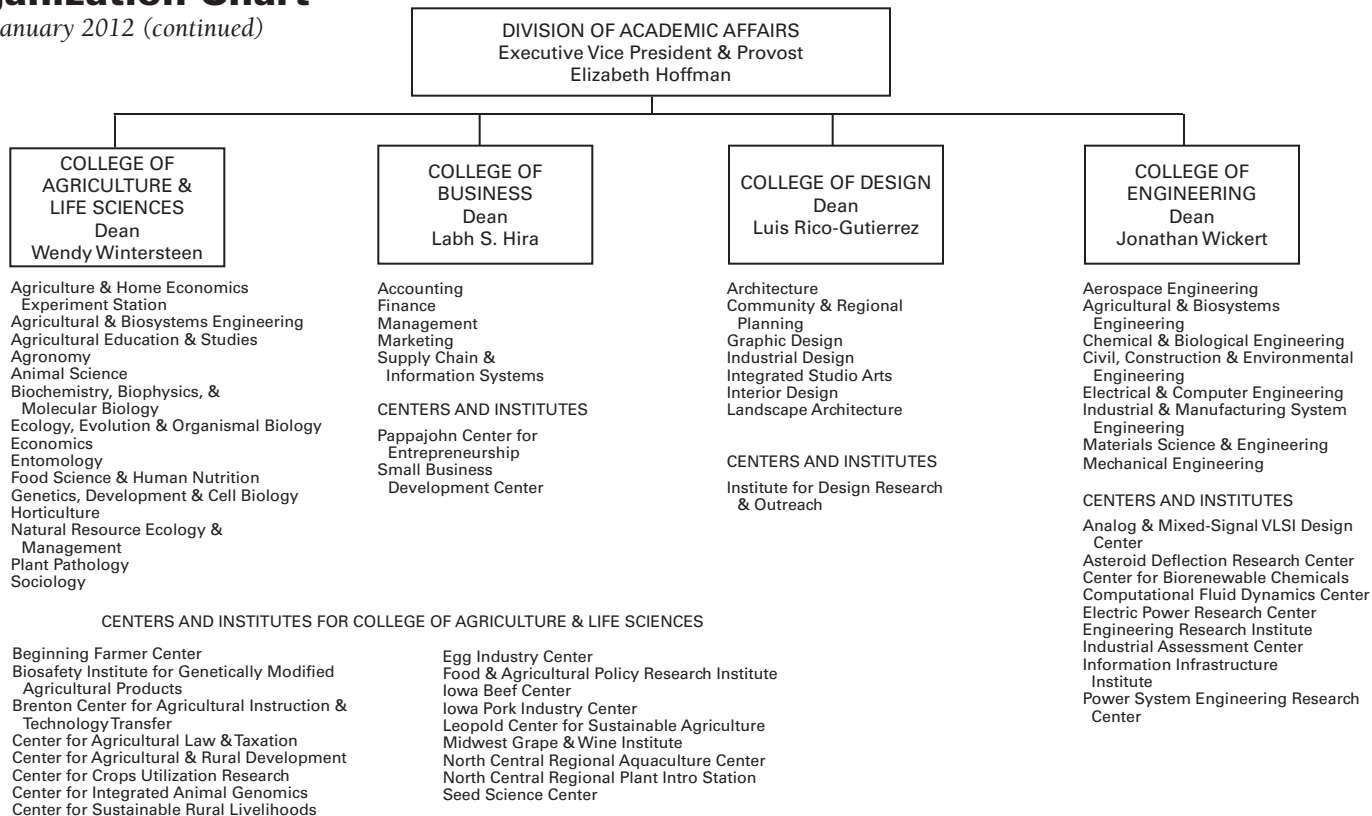 anuary 2012 (continued)
DIVISION OF ACADEMIC AFFAIRS
Executive Vice President & Provost
Elizabeth Hoffman
COLLEGE OF
AGRICULTURE &
LIFE SCIENCES
Dean
Wendy Wintersteen
Agriculture & Home Economics
Experiment Station
Agricultural & Biosystems Engineering
Agricultural Education & Studies
Agronomy
Animal Science
Biochemistry, Biophysics, &
Molecular Biology
Ecology, Evolution & Organismal Biology
Economics
Entomology
Food Science & Human Nutrition
Genetics, Development & Cell Biology
Horticulture
Natural Resource Ecology &
Management
Plant Pathology
Sociology
COLLEGE OF
BUSINESS
Dean
Labh S. Hira
Accounting
Finance
Management
Marketing
Supply Chain &
Information Systems
CENTERS AND INSTITUTES
Pappajohn Center for
Entrepreneurship
Small Business
Development Center
COLLEGE OF DESIGN
Dean
Luis Rico-Gutierrez
Architecture
Community & Regional
Planning
Graphic Design
Industrial Design
Integrated Studio Arts
Interior Design
Landscape Architecture
CENTERS AND INSTITUTES
Institute for Design Research
& Outreach
COLLEGE OF
ENGINEERING
Dean
Jonathan Wickert
Aerospace Engineering
Agricultural & Biosystems
Engineering
Chemical & Biological Engineering
Civil, Construction & Environmental
Engineering
Electrical & Computer Engineering
Industrial & Manufacturing System
Engineering
Materials Science & Engineering
Mechanical Engineering
CENTERS AND INSTITUTES
Analog & Mixed-Signal VLSI Design
Center
Asteroid Deflection Research Center
Center for Biorenewable Chemicals
Computational Fluid Dynamics Center
Electric Power Research Center
Engineering Research Institute
Industrial Assessment Center
Information Infrastructure
Institute
Power System Engineering Research
Center
CENTERS AND INSTITUTES FOR COLLEGE OF AGRICULTURE & LIFE SCIENCES
Beginning Farmer Center
Biosafety Institute for Genetically Modified
Agricultural Products
Brenton Center for Agricultural Instruction &
Technology Transfer
Center for Agricultural Law & Taxation
Center for Agricultural & Rural Development
Center for Crops Utilization Research
Center for Integrated Animal Genomics
Center for Sustainable Rural Livelihoods
Egg Industry Center
Food & Agricultural Policy Research Institute
Iowa Beef Center
Iowa Pork Industry Center
Leopold Center for Sustainable Agriculture
Midwest Grape & Wine Institute
North Central Regional Aquaculture Center
North Central Regional Plant Intro Station
Seed Science Center